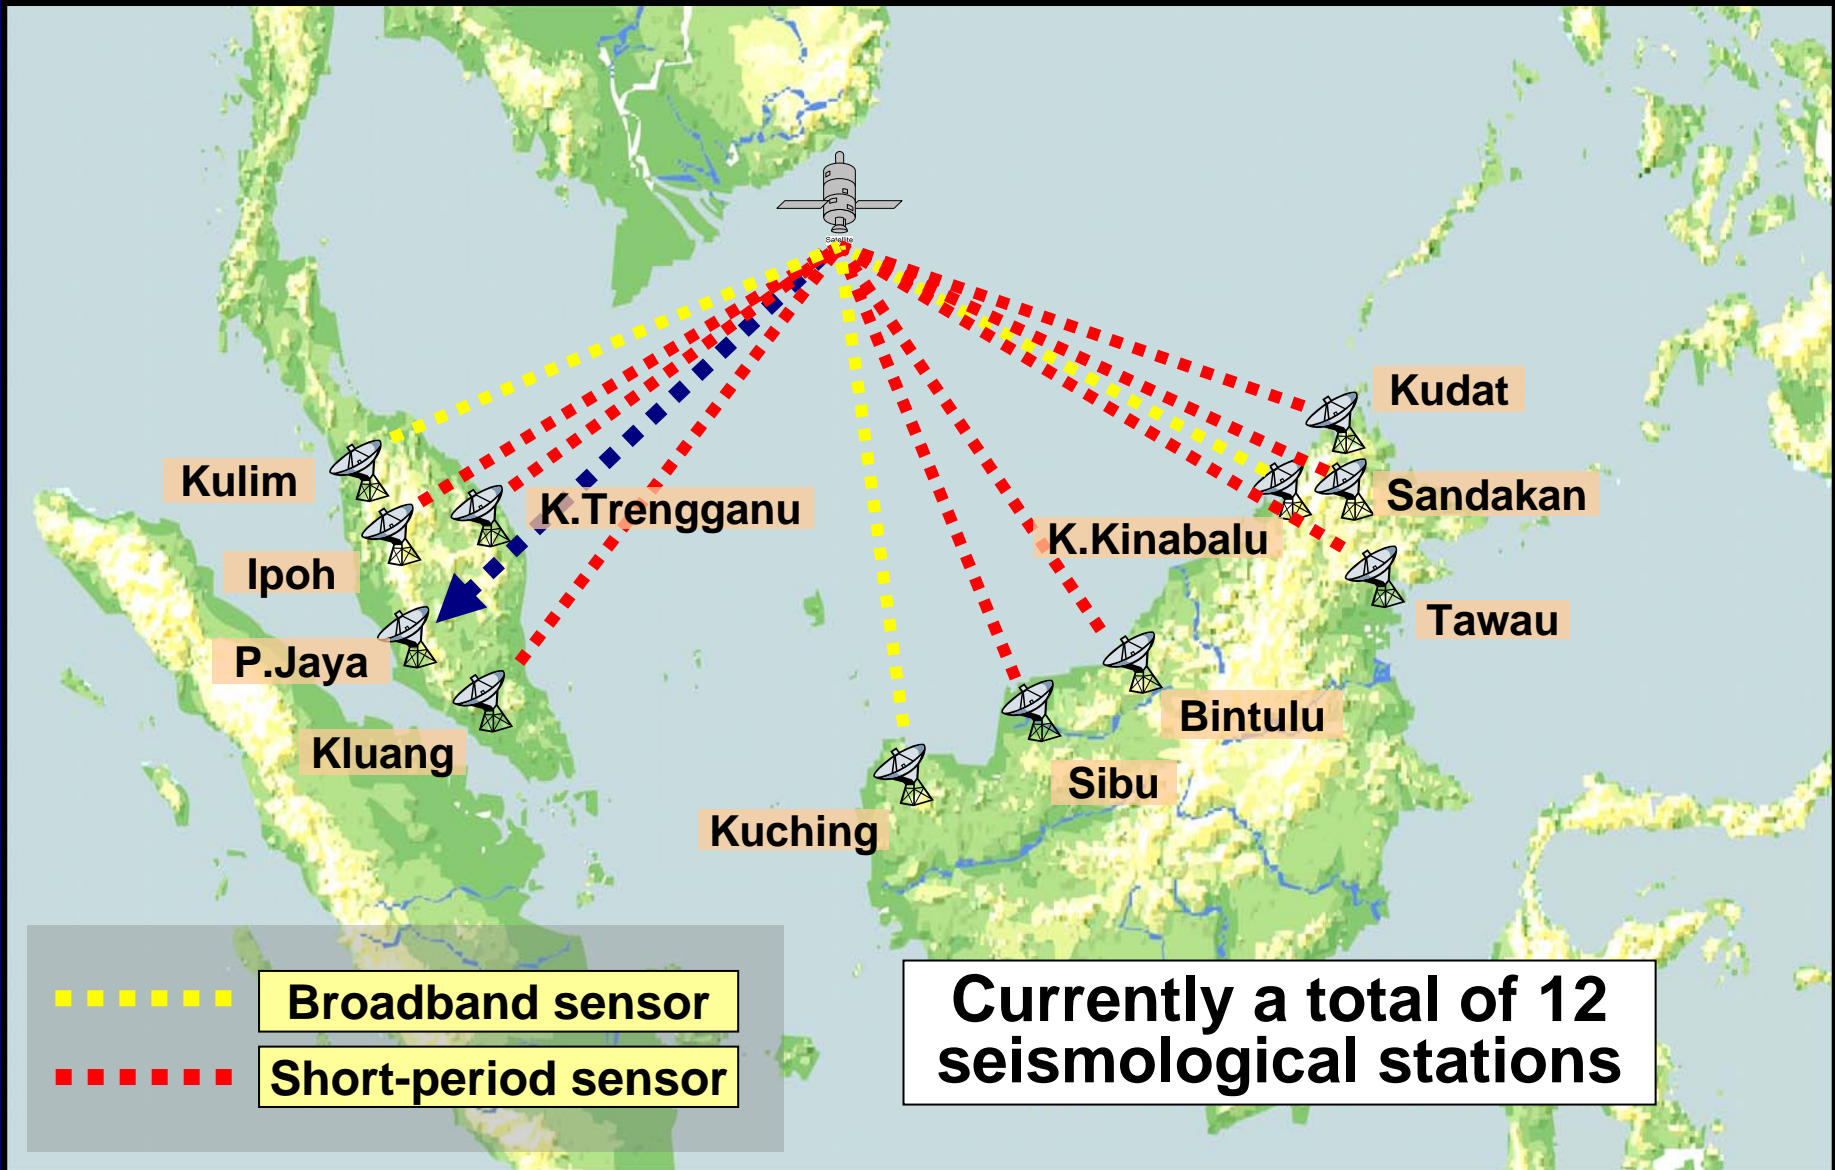 Satellite
Kudat
Kulim
Sandakan
K.Trengganu
K.Kinabalu
Ipoh
Tawau
P.Jaya
Bintulu
Kluang
Sibu
Kuching
Broadband sensor
Short-period sensor
Currently a total of 12
seismological stations